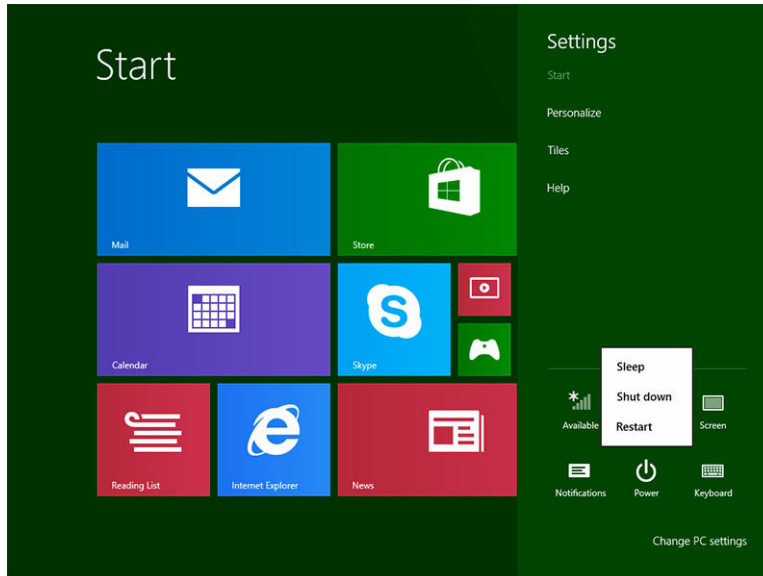 Start
Mail
Store
Calendar
Skype
Reading List
Internet Explorer
News
Settings
Start
Personalize
Tiles
Help
Sleep
Shut down
Restart
Available
Screen
Notifications
Power
Keyboard
Change PC settings